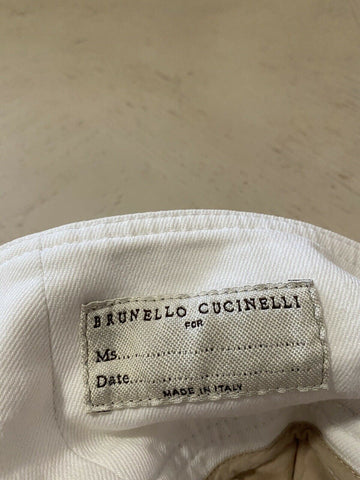 BRUNELLO CUCINELLI
FOR
Ms...........................
Date.........................
MADE IN ITALY